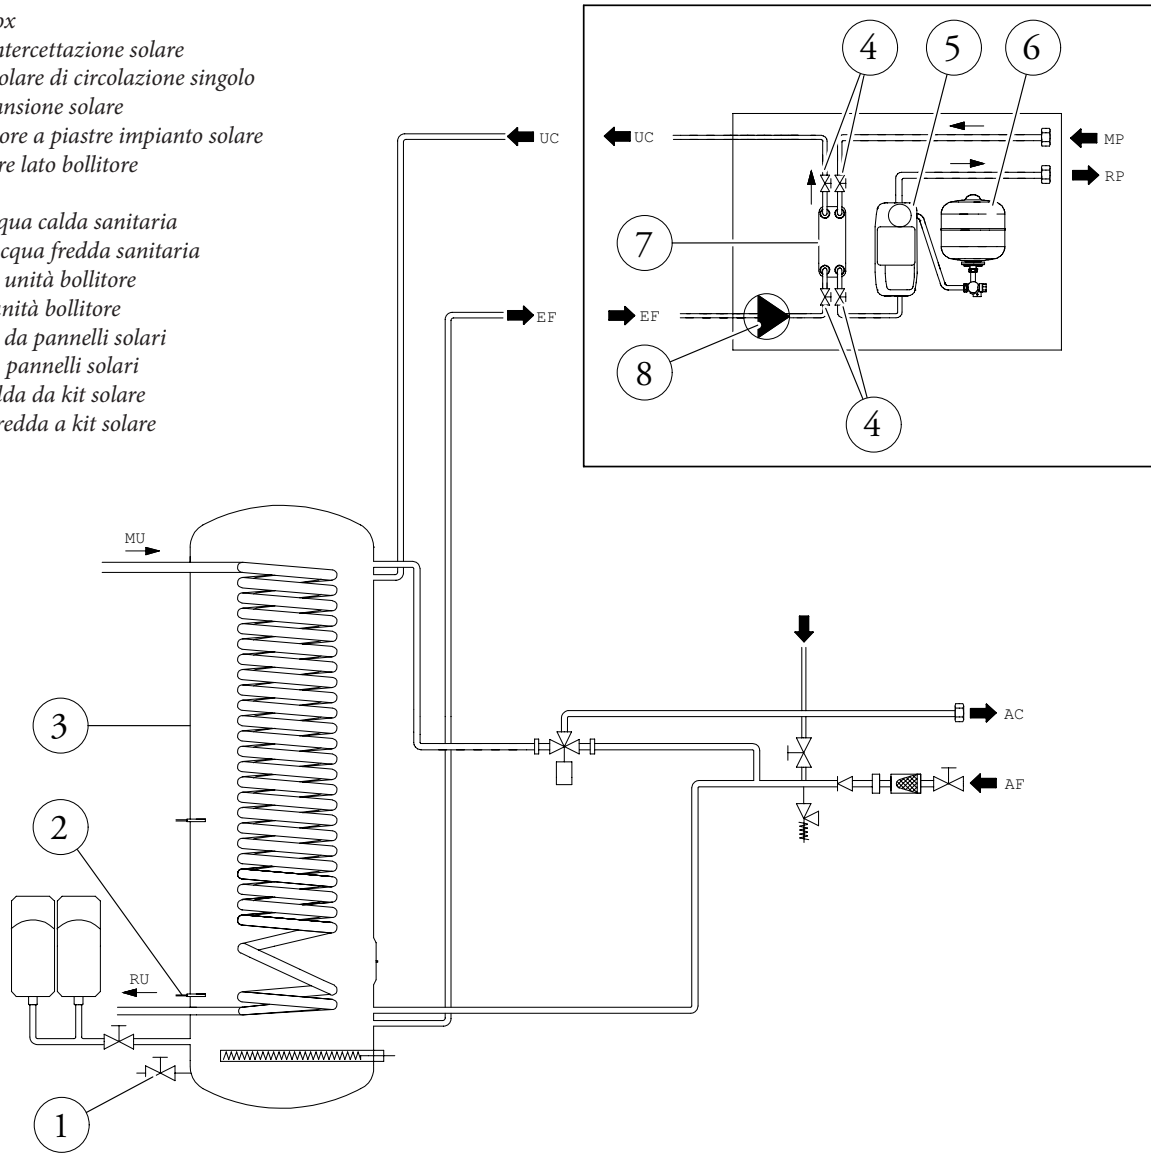 ox
ntercettazione solare
olare di circolazione singolo
ansione solare
ore a piastre impianto solare
re lato bollitore
qua calda sanitaria
cqua fredda sanitaria
unità bollitore
nità bollitore
da pannelli solari
pannelli solari
lda da kit solare
redda a kit solare
4
5
6
UC
UC
MP
RP
7
EF
EF
8
4
MU
3
AC
AF
2
RU
1